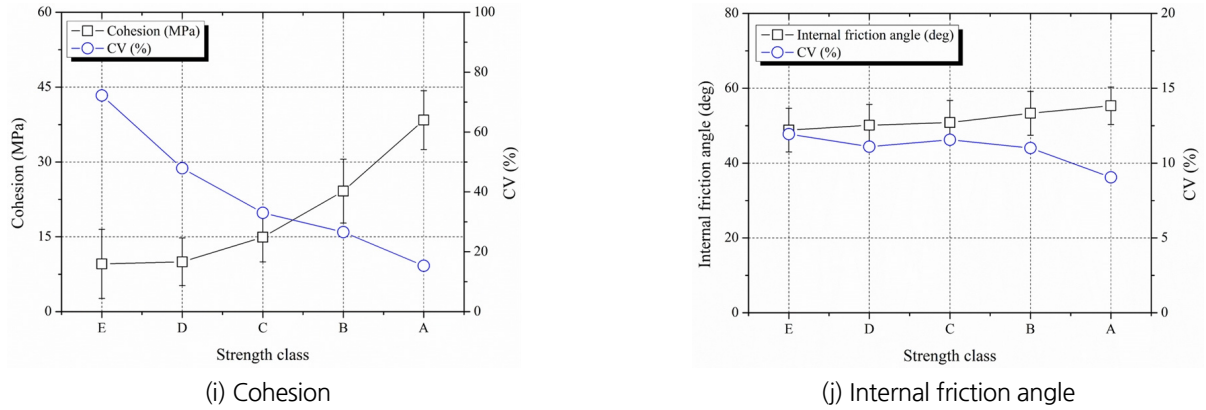 Cohesion (MPa)
CV (%)
60
45
30
15
0
Cohesion (MPa)
100
80
60
40
20
0
CV (%)
E D C B A
Strength class
(i) Cohesion
Internal friction angle (deg)
CV (%)
80
60
40
20
0
Internal friction angle (deg)
20
15
10
5
0
CV (%)
E D C B A
Strength class
(j) Internal friction angle